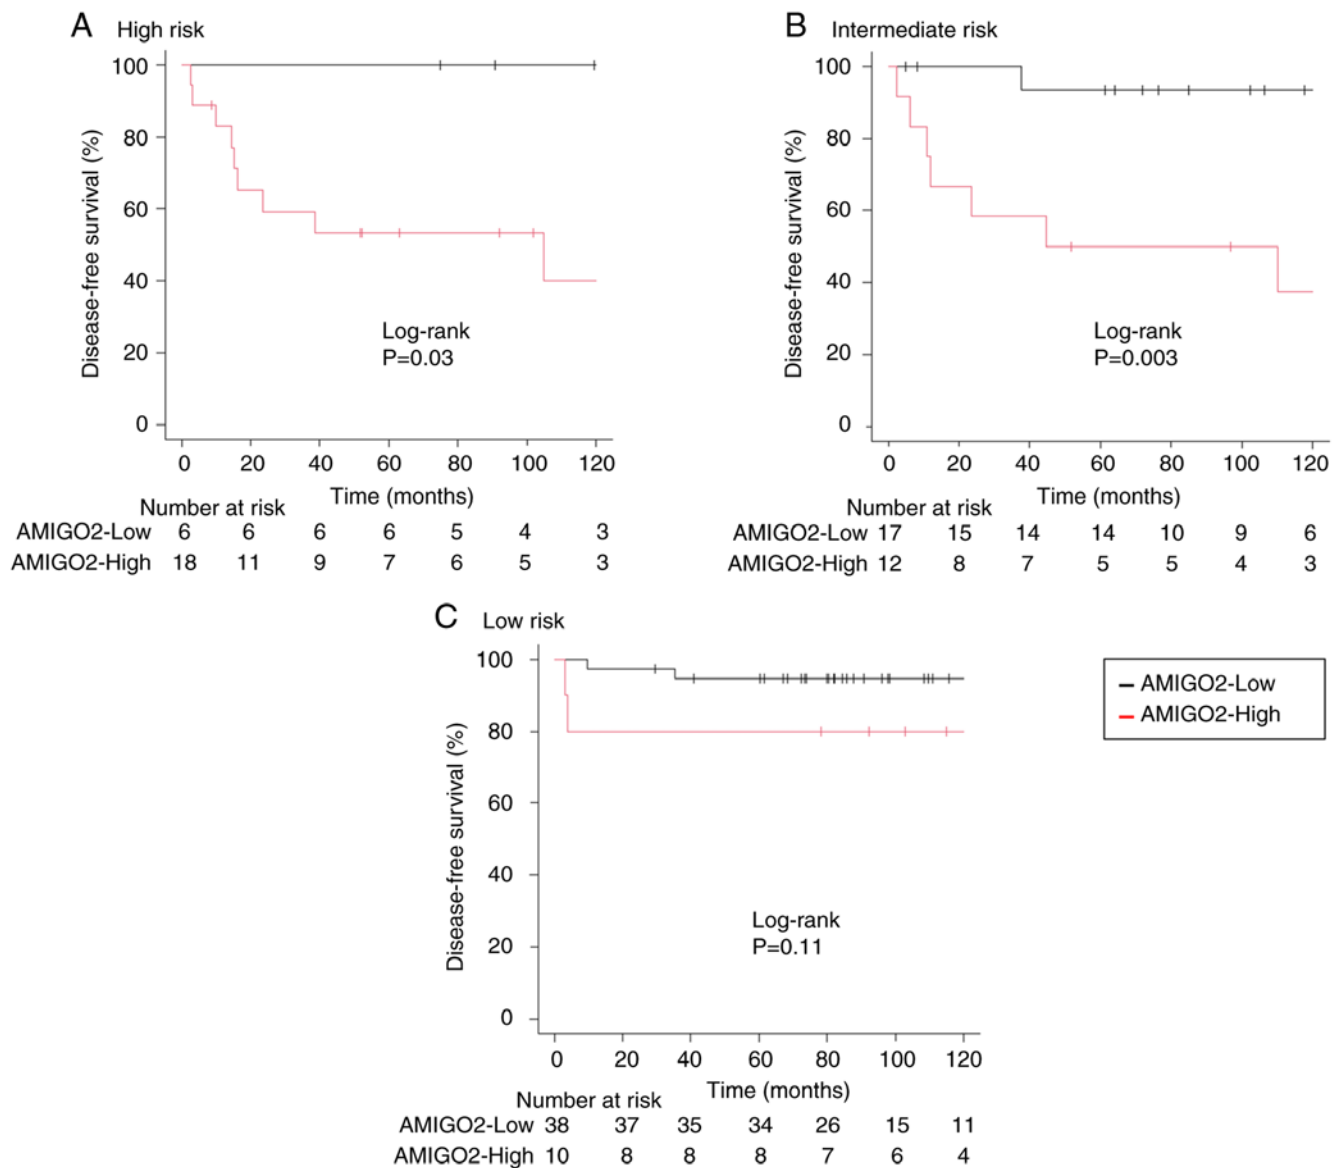 A High risk
100
80
60
40
20
0
Disease-free survival (%)
Log-rank
P=0.03
0 20 40 60 80 100 120
Time (months)
Number at risk
AMIGO2-Low 6 6 6 6 5 4 3
AMIGO2-High 18 11 9 7 6 5 3
B Intermediate risk
100
80
60
40
20
0
Disease-free survival (%)
Log-rank
P=0.003
0 20 40 60 80 100 120
Time (months)
Number at risk
AMIGO2-Low 17 15 14 14 10 9 6
AMIGO2-High 12 8 7 5 5 4 3
C Low risk
100
80
60
40
20
0
Disease-free survival (%)
Log-rank
P=0.11
0 20 40 60 80 100 120
Time (months)
Number at risk
AMIGO2-Low 38 37 35 34 26 15 11
AMIGO2-High 10 8 8 8 7 6 4
AMIGO2-Low
AMIGO2-High